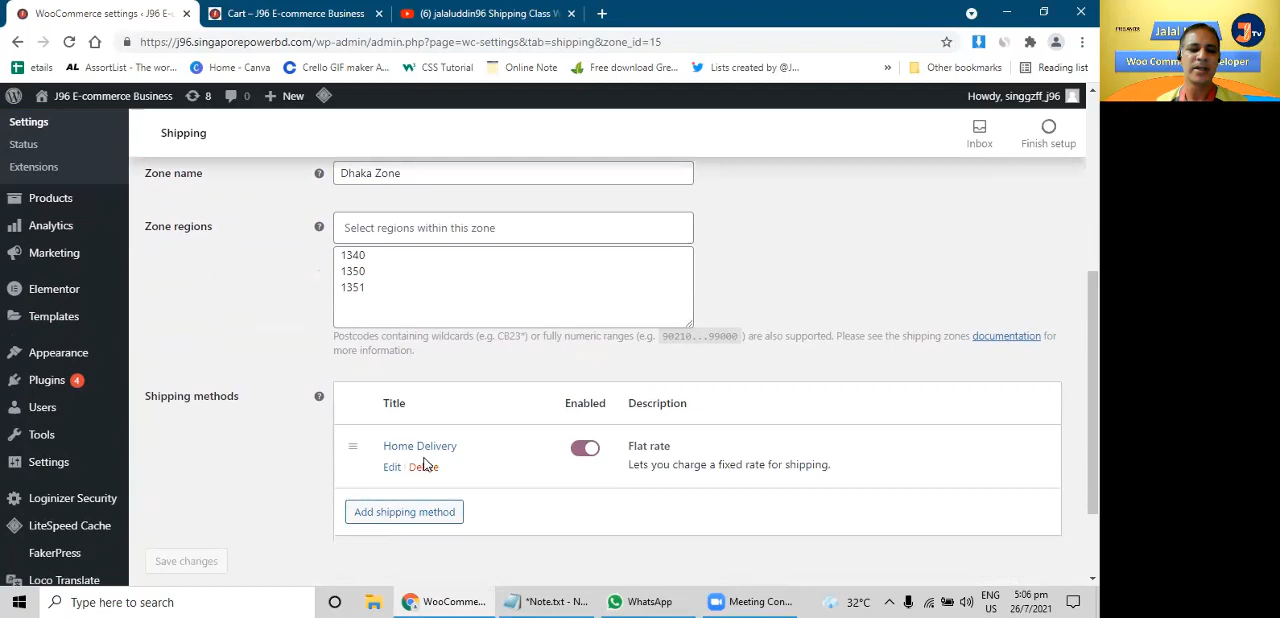 WooCommerce settings ‹ J96 E-c
Cart – J96 E-commerce Business
(6) jalaluddin96 Shipping Class W
https://j96.singaporepowerbd.com/wp-admin/admin.php?page=wc-settings&tab=shipping&zone_id=15
etails
AssortList - The wor...
Home - Canva
Crello GIF maker A...
CSS Tutorial
Online Note
Free download Gre...
Lists created by @J...
»
Other bookmarks
Reading list
J96 E-commerce Business
8
0
New
Howdy, singgzff_j96
Settings
Status
Extensions
Products
Analytics
Marketing
Elementor
Templates
Appearance
Plugins 4
Users
Tools
Settings
Loginizer Security
LiteSpeed Cache
FakerPress
Loco Translate
Shipping
Inbox
Finish setup
Zone name
Dhaka Zone
Zone regions
Select regions within this zone
1340
1350
1351
Postcodes containing wildcards (e.g. CB23*) or fully numeric ranges (e.g. 90210...99000 ) are also supported. Please see the shipping zones documentation for
more information.
Shipping methods
Title
Enabled
Description
Home Delivery
Edit | Delete
Flat rate
Lets you charge a fixed rate for shipping.
Add shipping method
Save changes
Type here to search
WooComme...
*Note.txt - N...
WhatsApp
Meeting Con...
32°C
ENG
US
5:06 pm
26/7/2021
Jalal
TV
Woo Comm
eloper